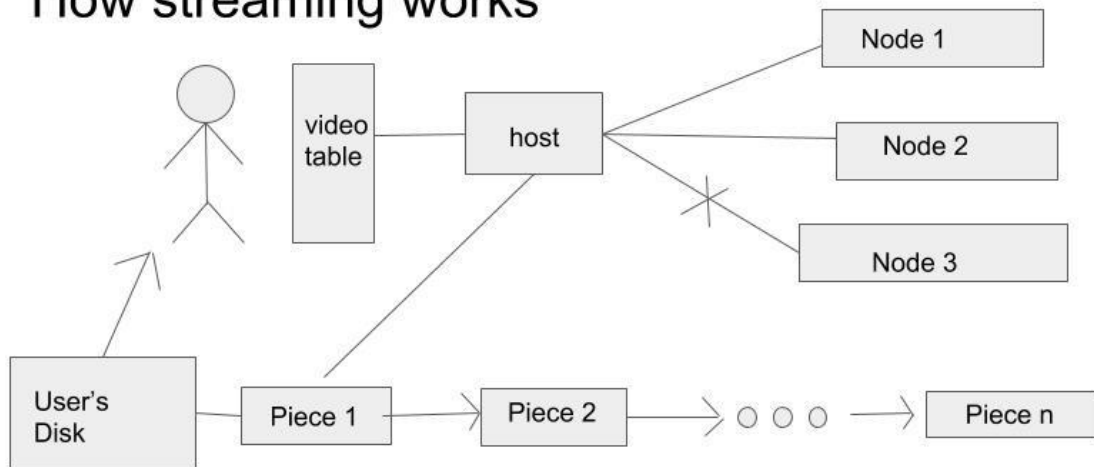 How streaming works
Node 1
video
table
host
Node 2
Node 3
User's
Disk
Piece 1
Piece 2
Piece n